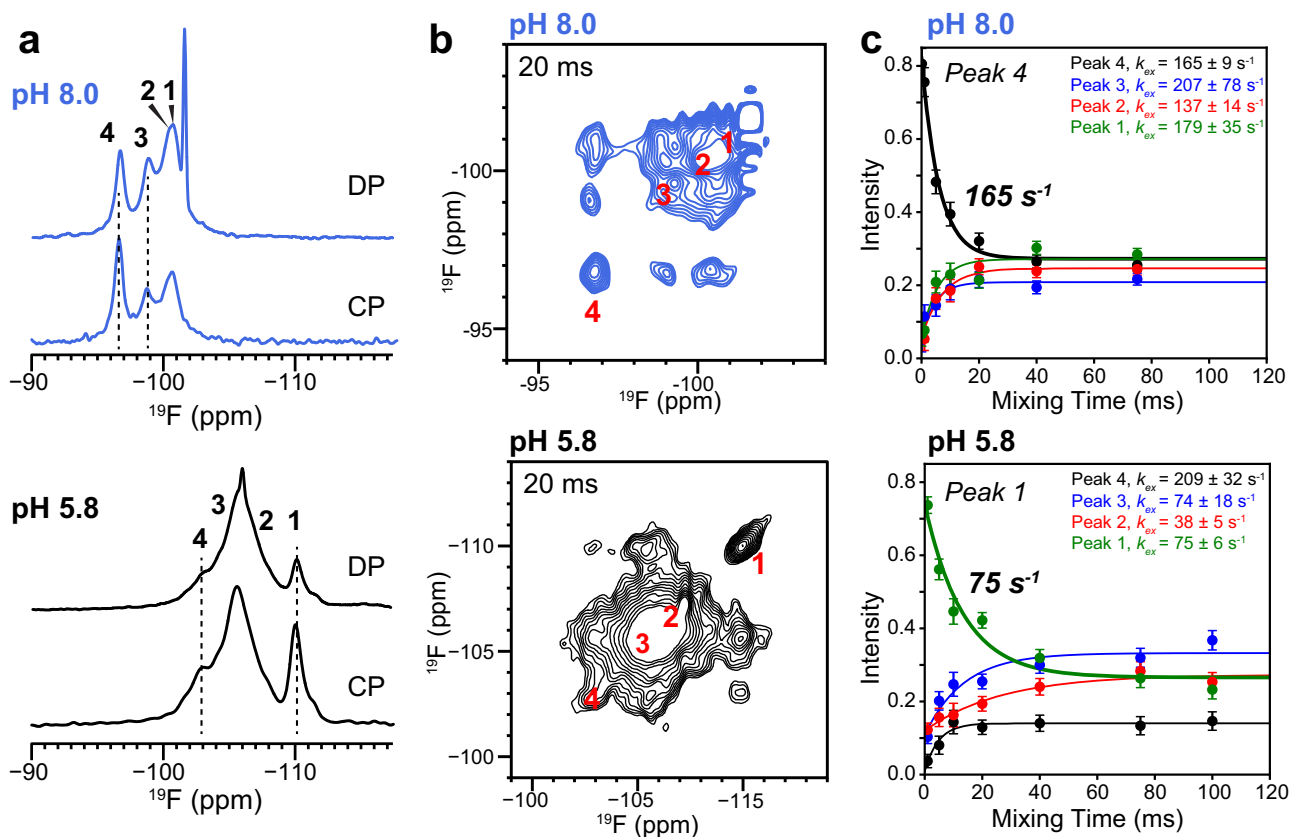 a
pH 8.0
4
3
2
1
DP
CP
−90
−100
−110
19F (ppm)
pH 5.8
4
3
2
1
DP
CP
−90
−100
−110
19F (ppm)
b
pH 8.0
20 ms
1
2
3
4
-100
-95
19F (ppm)
-95
-100
19F (ppm)
pH 5.8
20 ms
1
2
3
4
−110
−105
−100
19F (ppm)
−100
−105
−115
19F (ppm)
c
pH 8.0
Peak 4
Peak 4, kex = 165 ± 9 s-1
Peak 3, kex = 207 ± 78 s-1
Peak 2, kex = 137 ± 14 s-1
Peak 1, kex = 179 ± 35 s-1
165 s-1
0.8
0.6
0.4
0.2
0.0
Intensity
0
20
40
60
80
100
120
Mixing Time (ms)
pH 5.8
Peak 1
Peak 4, kex = 209 ± 32 s-1
Peak 3, kex = 74 ± 18 s-1
Peak 2, kex = 38 ± 5 s-1
Peak 1, kex = 75 ± 6 s-1
75 s-1
0.8
0.6
0.4
0.2
0.0
Intensity
0
20
40
60
80
100
120
Mixing Time (ms)